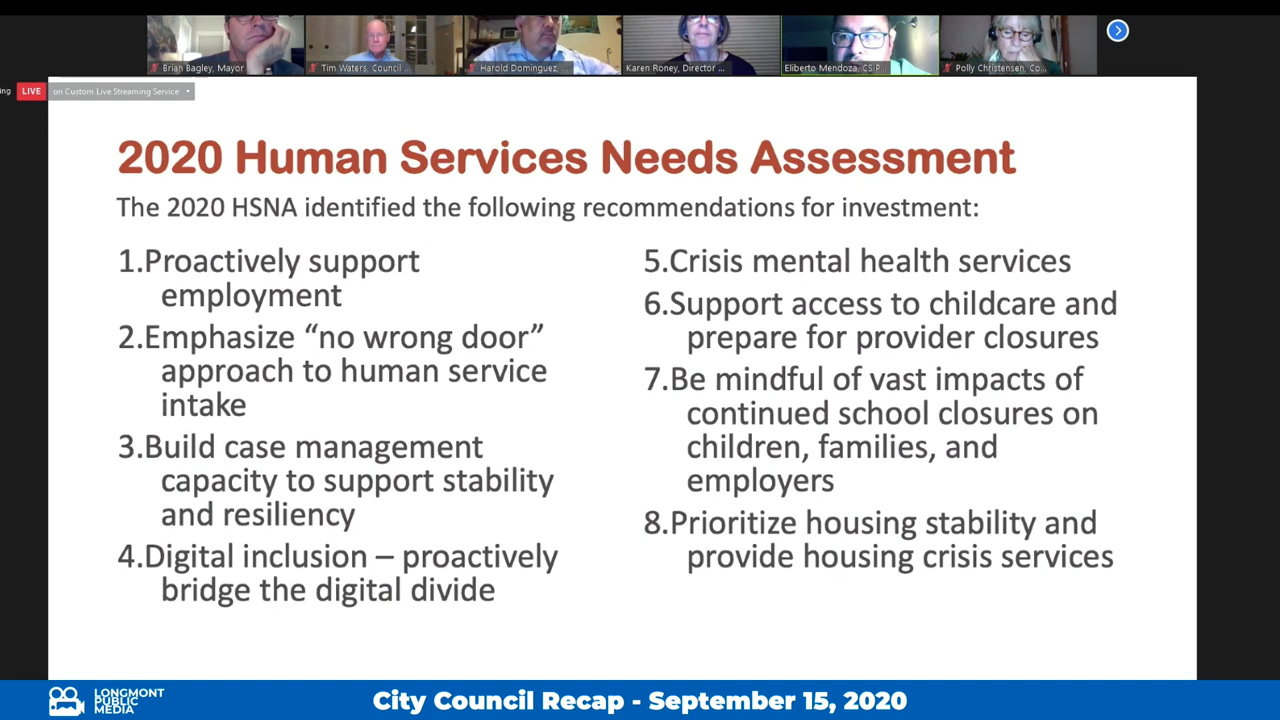 Brian Bagley, Mayor
Tim Waters, Council ...
Harold Dominguez, ...
Karen Roney, Director ...
Eliberto Mendoza, CS P...
Polly Christensen, Co...
ing
LIVE
on Custom Live Streaming Service
2020 Human Services Needs Assessment
The 2020 HSNA identified the following recommendations for investment:
1.Proactively support
employment
2.Emphasize “no wrong door”
approach to human service
intake
3.Build case management
capacity to support stability
and resiliency
4.Digital inclusion – proactively
bridge the digital divide
5.Crisis mental health services
6.Support access to childcare and
prepare for provider closures
7.Be mindful of vast impacts of
continued school closures on
children, families, and
employers
8.Prioritize housing stability and
provide housing crisis services
LONGMONT
PUBLIC
MEDIA
City Council Recap - September 15, 2020